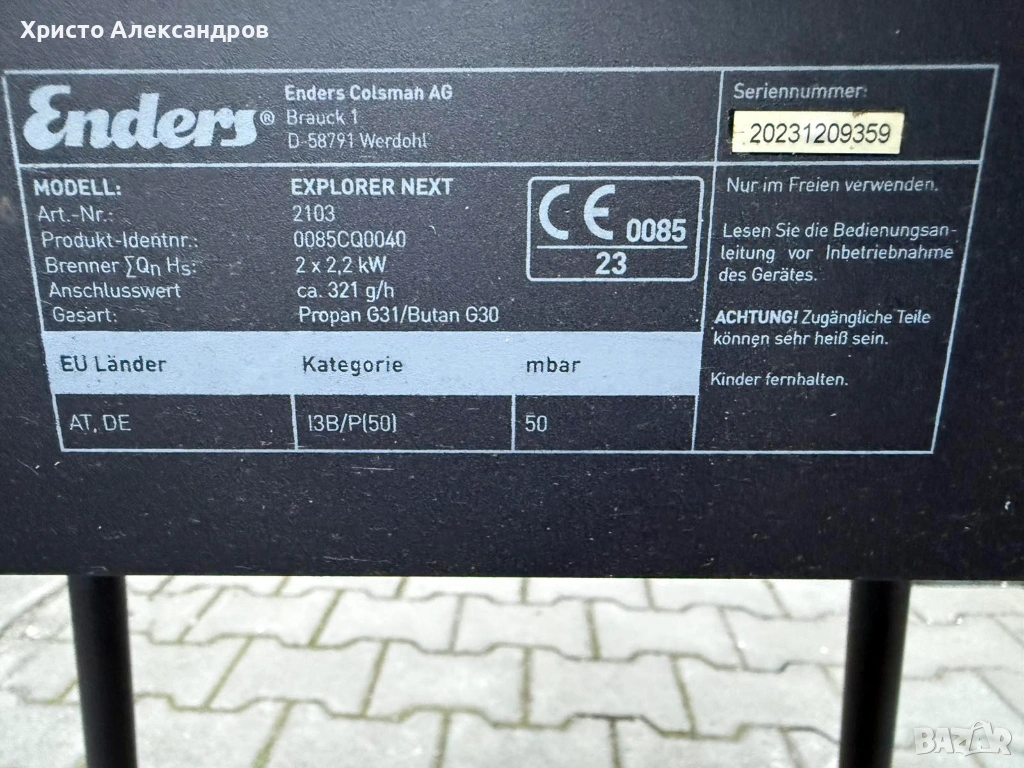 Христо Александров
Enders®
Enders Colsman AG
Brauck 1
D-58791 Werdohl
Seriennummer:
20231209359
MODELL: EXPLORER NEXT
Art.-Nr.: 2103
Produkt-Identnr.: 0085CQ0040
Brenner ∑Qn Hs: 2 x 2,2 kW
Anschlusswert ca. 321 g/h
Gasart: Propan G31/Butan G30
CE 0085
23
Nur im Freien verwenden.
Lesen Sie die Bedienungsan-
leitung vor Inbetriebnahme
des Gerätes.
ACHTUNG! Zugängliche Teile
können sehr heiß sein.
Kinder fernhalten.
EU Länder Kategorie mbar
AT, DE I3B/P(50) 50
BAZAR